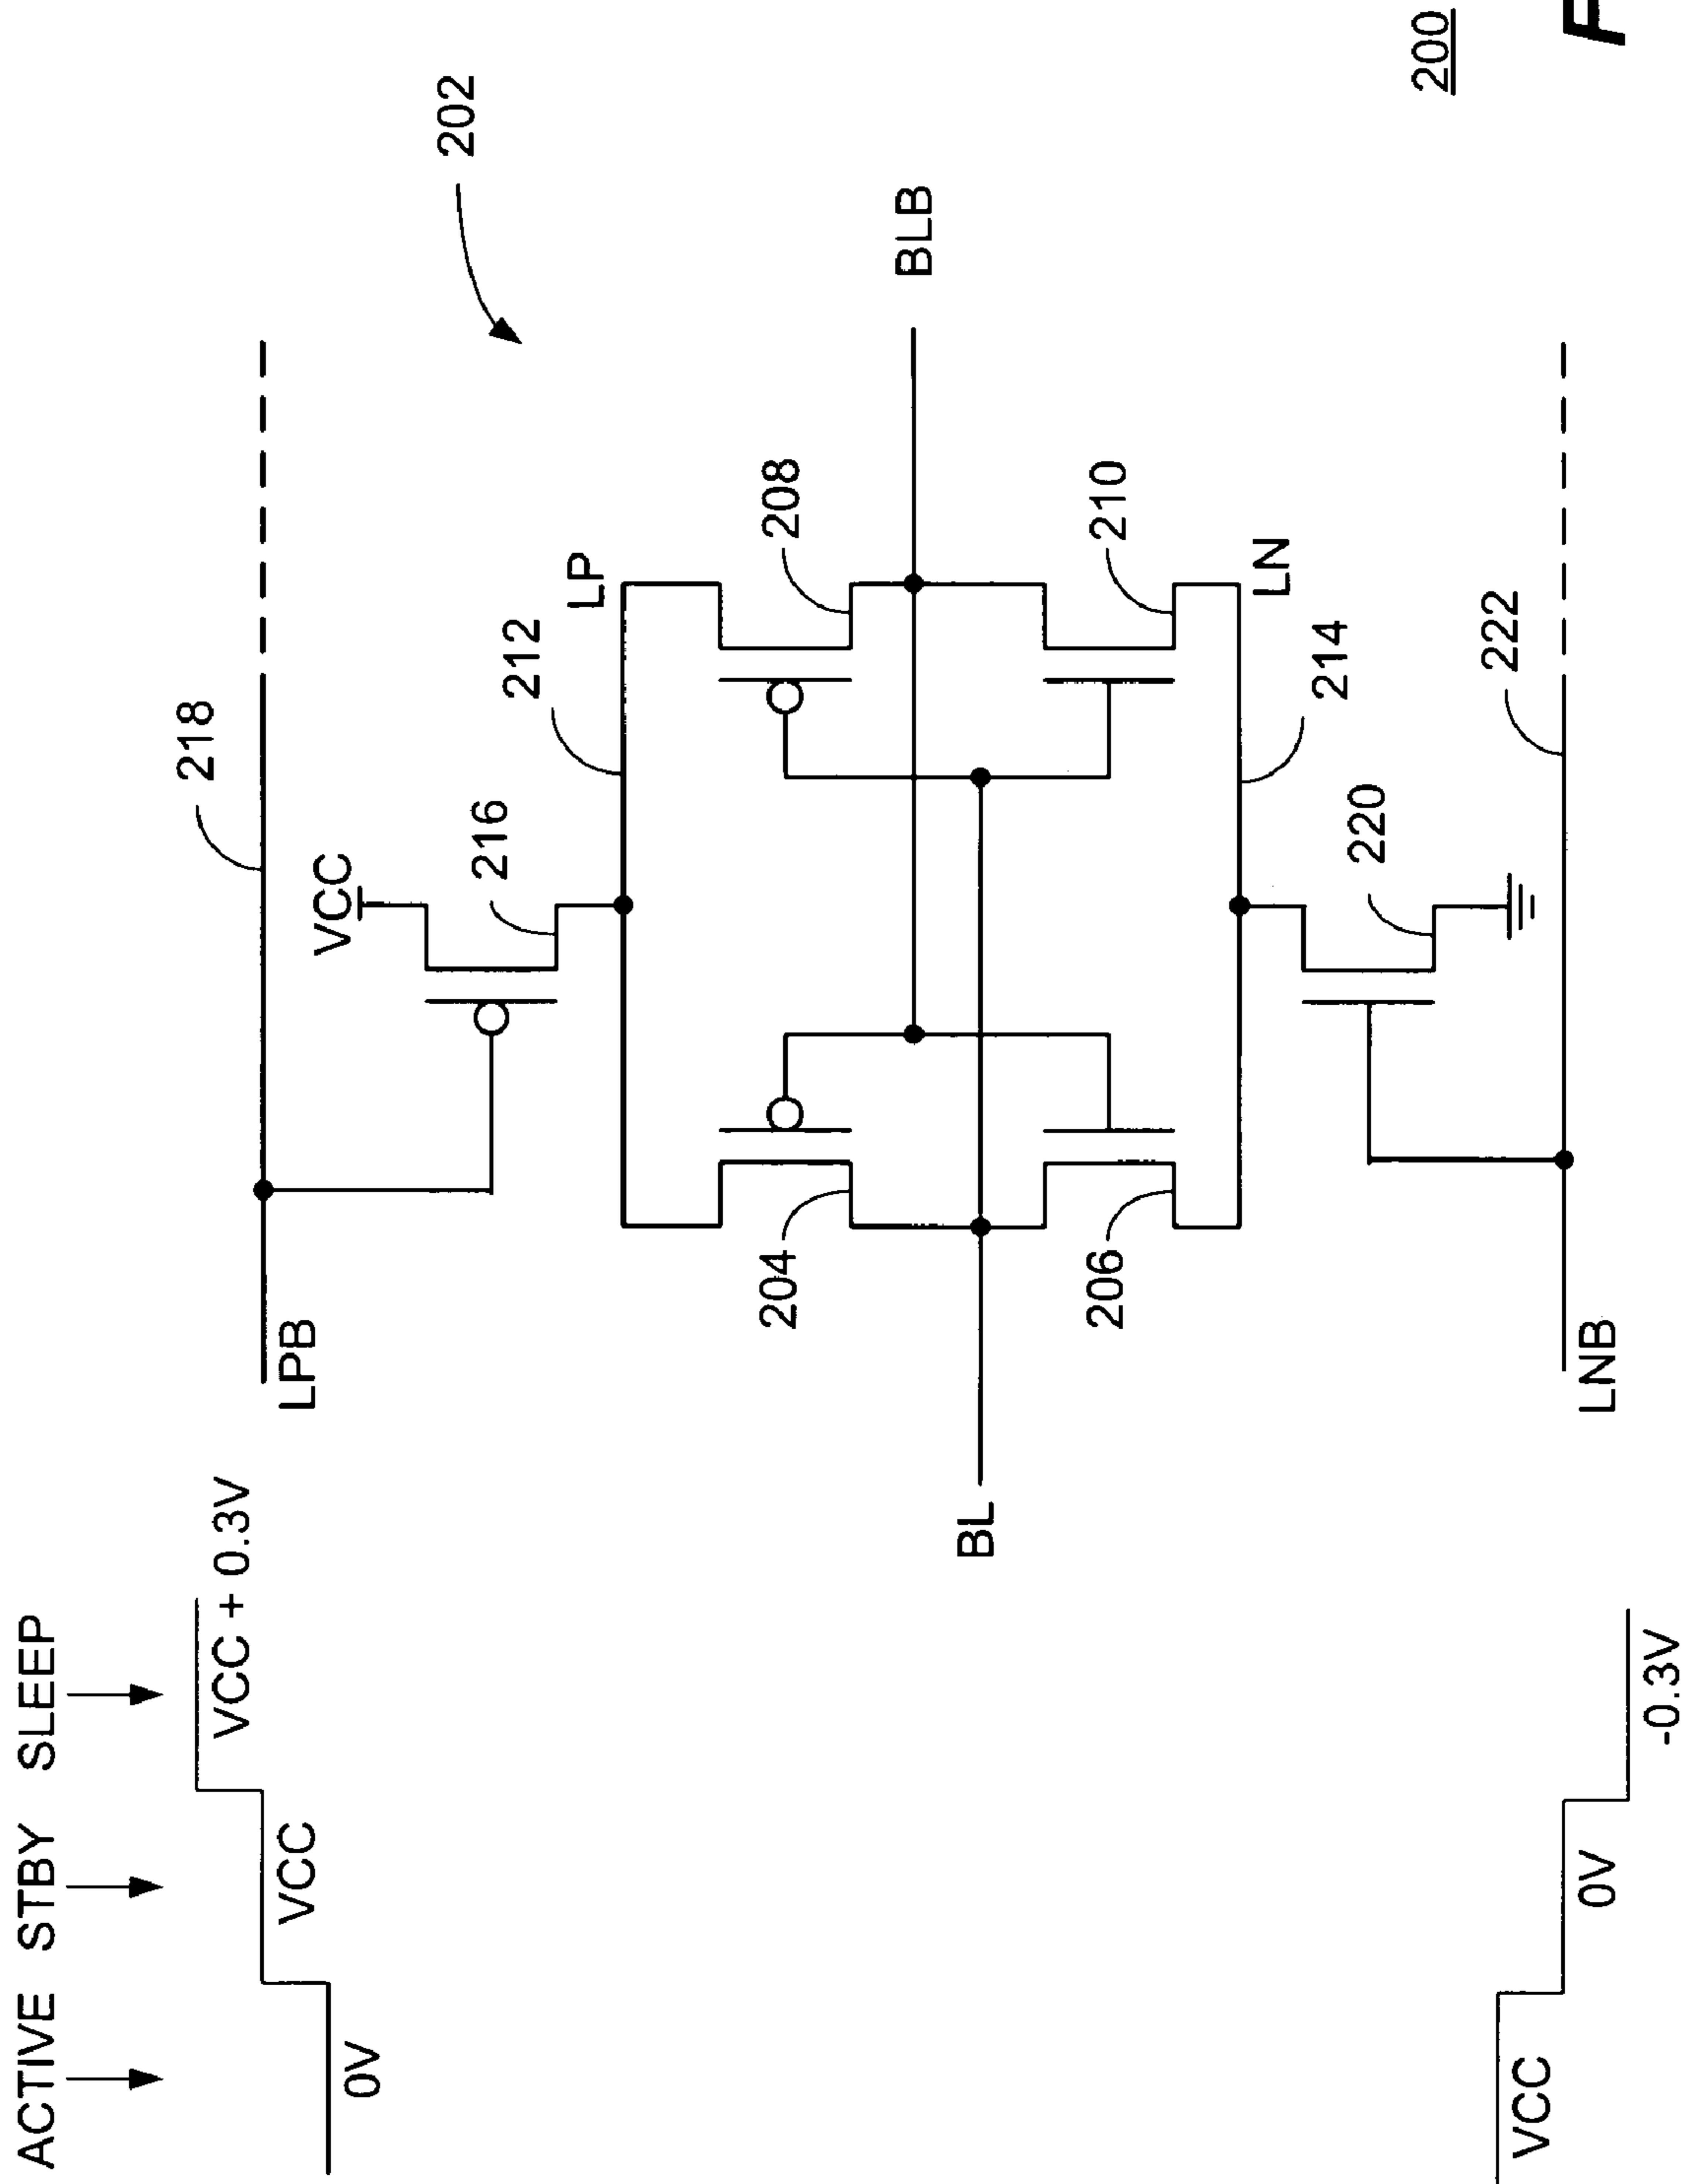 ACTIVE STBY SLEEP
VCC + 0.3V
VCC
0V
LPB
218
VCC
216
212
LP
202
204
208
BL
BLB
206
210
LN
214
220
222
LNB
VCC
0V
-0.3V
200